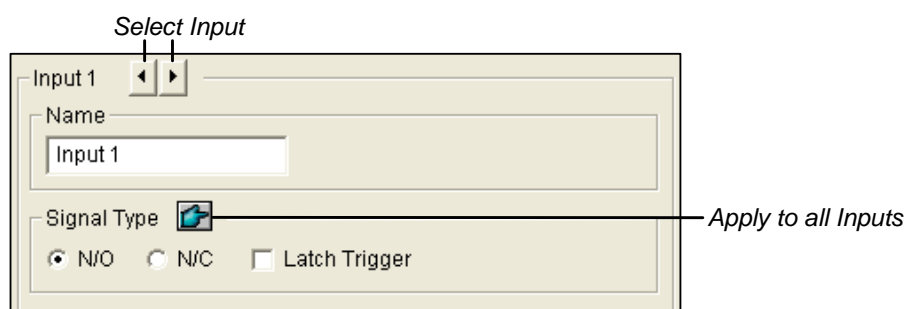 Select Input
Input 1
Name
Input 1
Signal Type
Apply to all Inputs
N/O N/C Latch Trigger